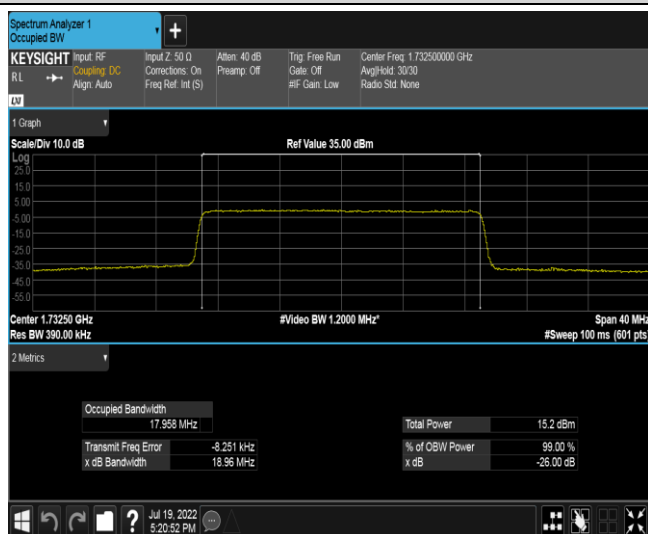 Spectrum Analyzer 1
Occupied BW
+
KEYSIGHT
R L
LXI
Input: RF
Coupling: DC
Align: Auto
Input Z: 50 Ω
Corrections: On
Freq Ref: Int (S)
Atten: 40 dB
Preamp: Off
Trig: Free Run
Gate: Off
#IF Gain: Low
Center Freq: 1.732500000 GHz
Avg|Hold: 30/30
Radio Std: None
1 Graph
Scale/Div 10.0 dB
Ref Value 35.00 dBm
Log
25.0
15.0
5.00
-5.00
-15.0
-25.0
-35.0
-45.0
-55.0
Center 1.73250 GHz
#Video BW 1.2000 MHz*
Span 40 MHz
Res BW 390.00 kHz
#Sweep 100 ms (601 pts)
2 Metrics
Occupied Bandwidth
17.958 MHz
Total Power 15.2 dBm
Transmit Freq Error -8.251 kHz
% of OBW Power 99.00 %
x dB Bandwidth 18.96 MHz
x dB -26.00 dB
?
Jul 19, 2022
5:20:52 PM